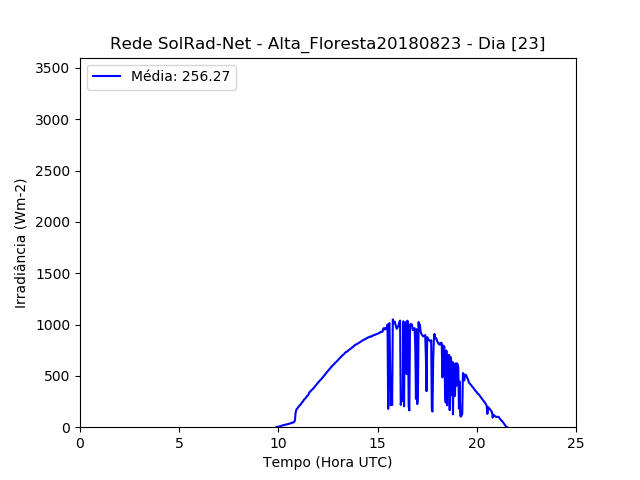 Rede SolRad-Net - Alta_Floresta20180823 - Dia [23]
Média: 256.27
Irradiância (Wm-2)
3500
3000
2500
2000
1500
1000
500
0
0 5 10 15 20 25
Tempo (Hora UTC)